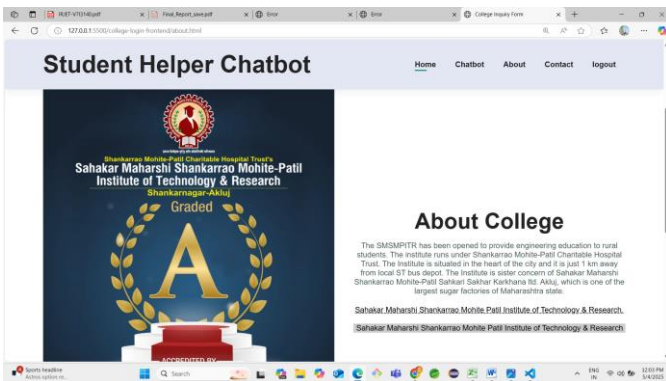 IRJET-V7I3140.pdf
Final_Report_save.pdf
Error
Error
College Inquiry Form
127.0.0.1:5500/college-login-frontend/about.html
Student Helper Chatbot
Home
Chatbot
About
Contact
logout
Shankarrao Mohite-Patil Charitable Hospital Trust's
Sahakar Maharshi Shankarrao Mohite-Patil
Institute of Technology & Research
Shankarnagar-Akluj
Graded
A
ACCREDITED BY
About College
The SMSMPITR has been opened to provide engineering education to rural
students. The institute runs under Shankarrao Mohite-Patil Charitable Hospital
Trust. The Institute is situated in the heart of the city and it is just 1 km away
from local ST bus depot. The Institute is sister concern of Sahakar Maharshi
Shankarrao Mohite-Patil Sahkari Sakhar Karkhana ltd. Akluj, which is one of the
largest sugar factories of Maharashtra state.
Sahakar Maharshi Shankarrao Mohite Patil Institute of Technology & Research.
Sahakar Maharshi Shankarrao Mohite Patil Institute of Technology & Research
Sports headline
Search
ENG
IN
12:03 PM
5/4/2025